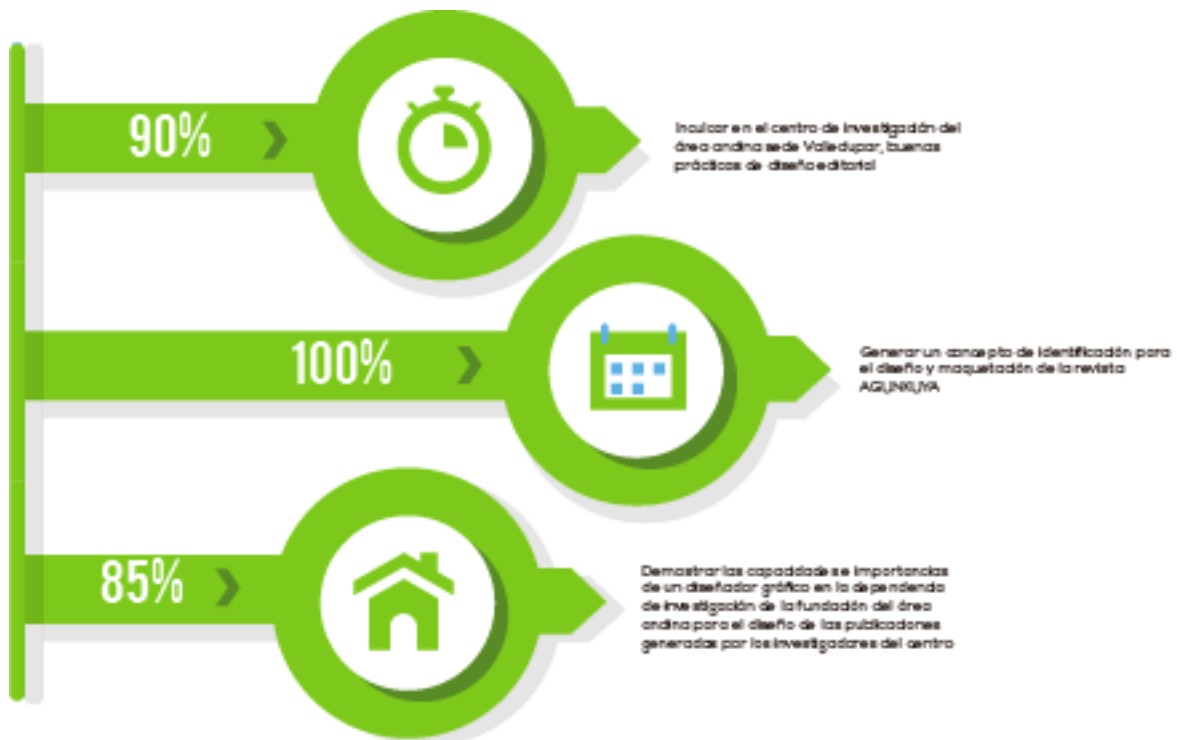 90%
Inculcar en el centro de investigación del
área andina sede Valledupar, buenas
prácticas de diseño editorial
100%
Generar un concepto de identificación para
el diseño y maquetación de la revista
AGUNKUYA
85%
Demostrar las capacidades e importancias
de un diseñador gráfico en la dependencia
de investigación de la fundación del área
andina para el diseño de las publicaciones
generadas por los investigadores del centro